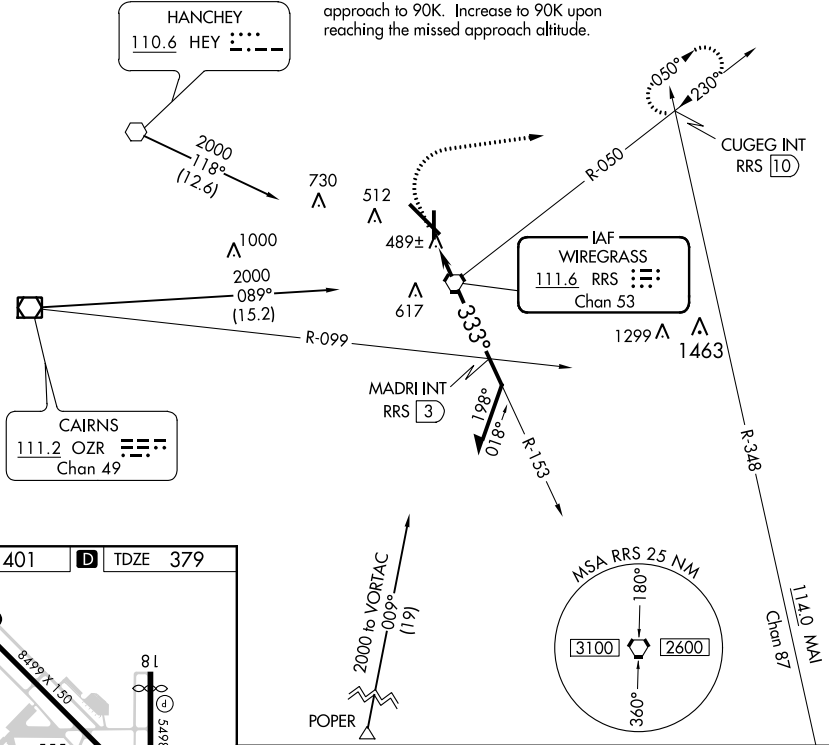 HANCHEY
110.6 HEY
approach to 90K. Increase to 90K upon
reaching the missed approach altitude.
050°
230°
CUGEG INT
RRS 10
2000
118°
(12.6)
R-050
730
512
489±
1000
IAF
WIREGRASS
111.6 RRS
Chan 53
2000
089°
(15.2)
617
333°
1299
1463
R-099
MADRI INT
RRS 3
198°
018°
R-153
CAIRNS
111.2 OZR
Chan 49
R-348
401 D TDZE 379
2000 to VORTAC
009°
(19)
POPER
MSA RRS 25 NM
180°
3100
2600
360°
114.0 MAI
Chan 87
8499 X 150
18
P
5498